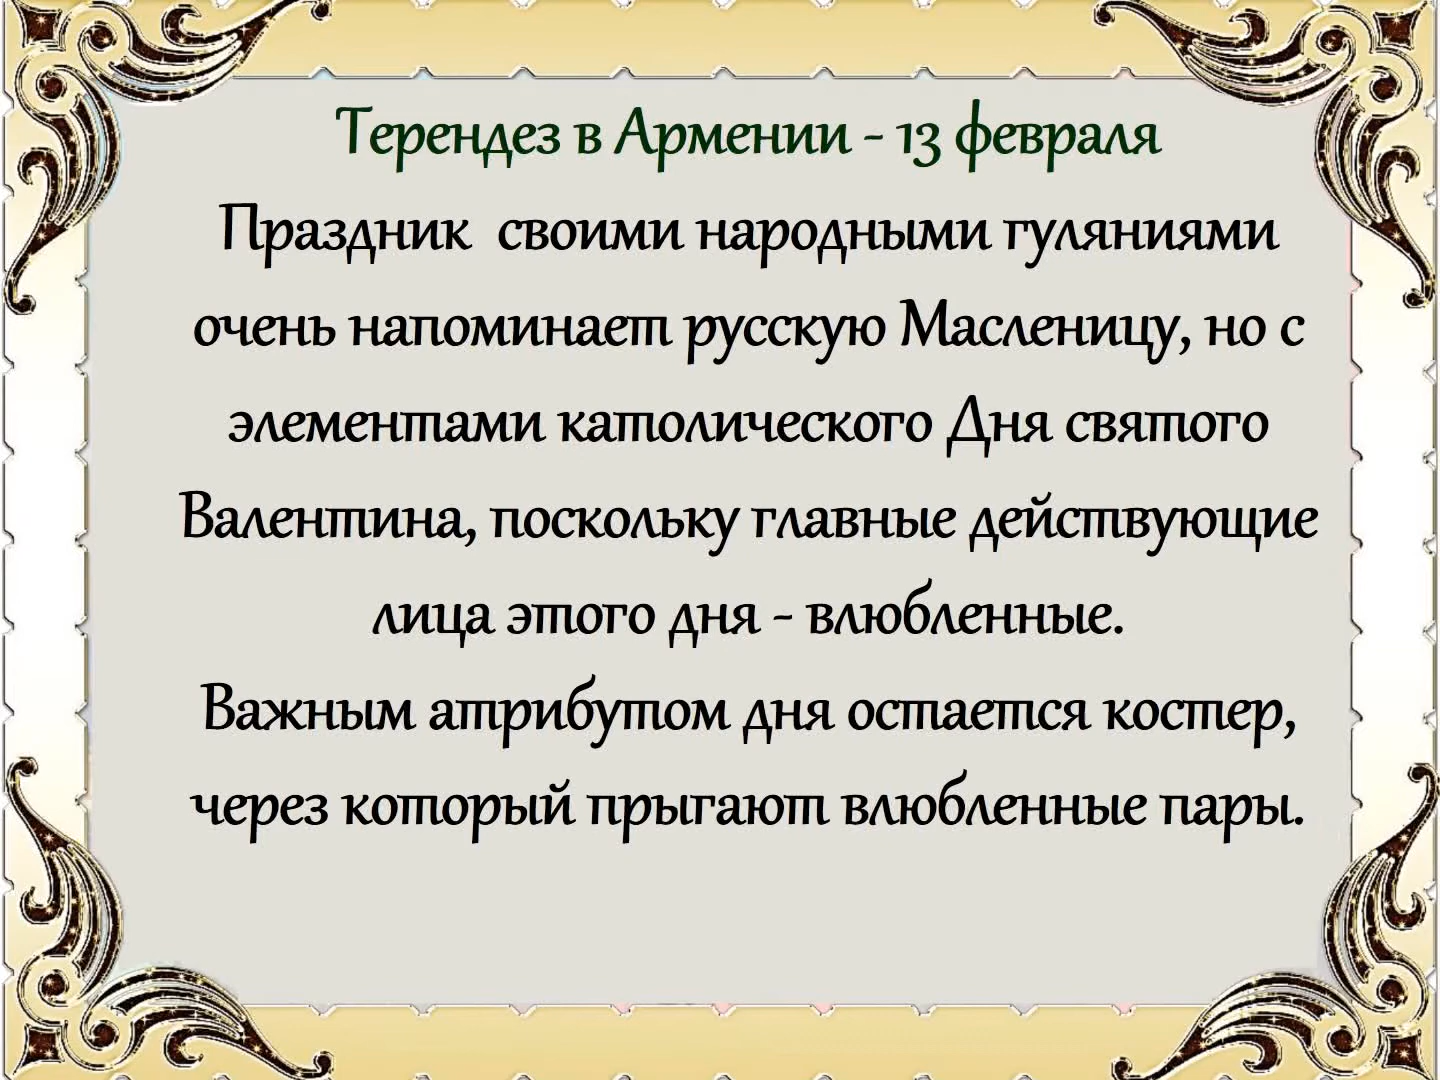 Терендез в Армении - 13 февраля
Праздник своими народными гуляниями
очень напоминает русскую Масленицу, но с
элементами католического Дня святого
Валентина, поскольку главные действующие
лица этого дня - влюбленные.
Важным атрибутом дня остается костер,
через который прыгают влюбленные пары.